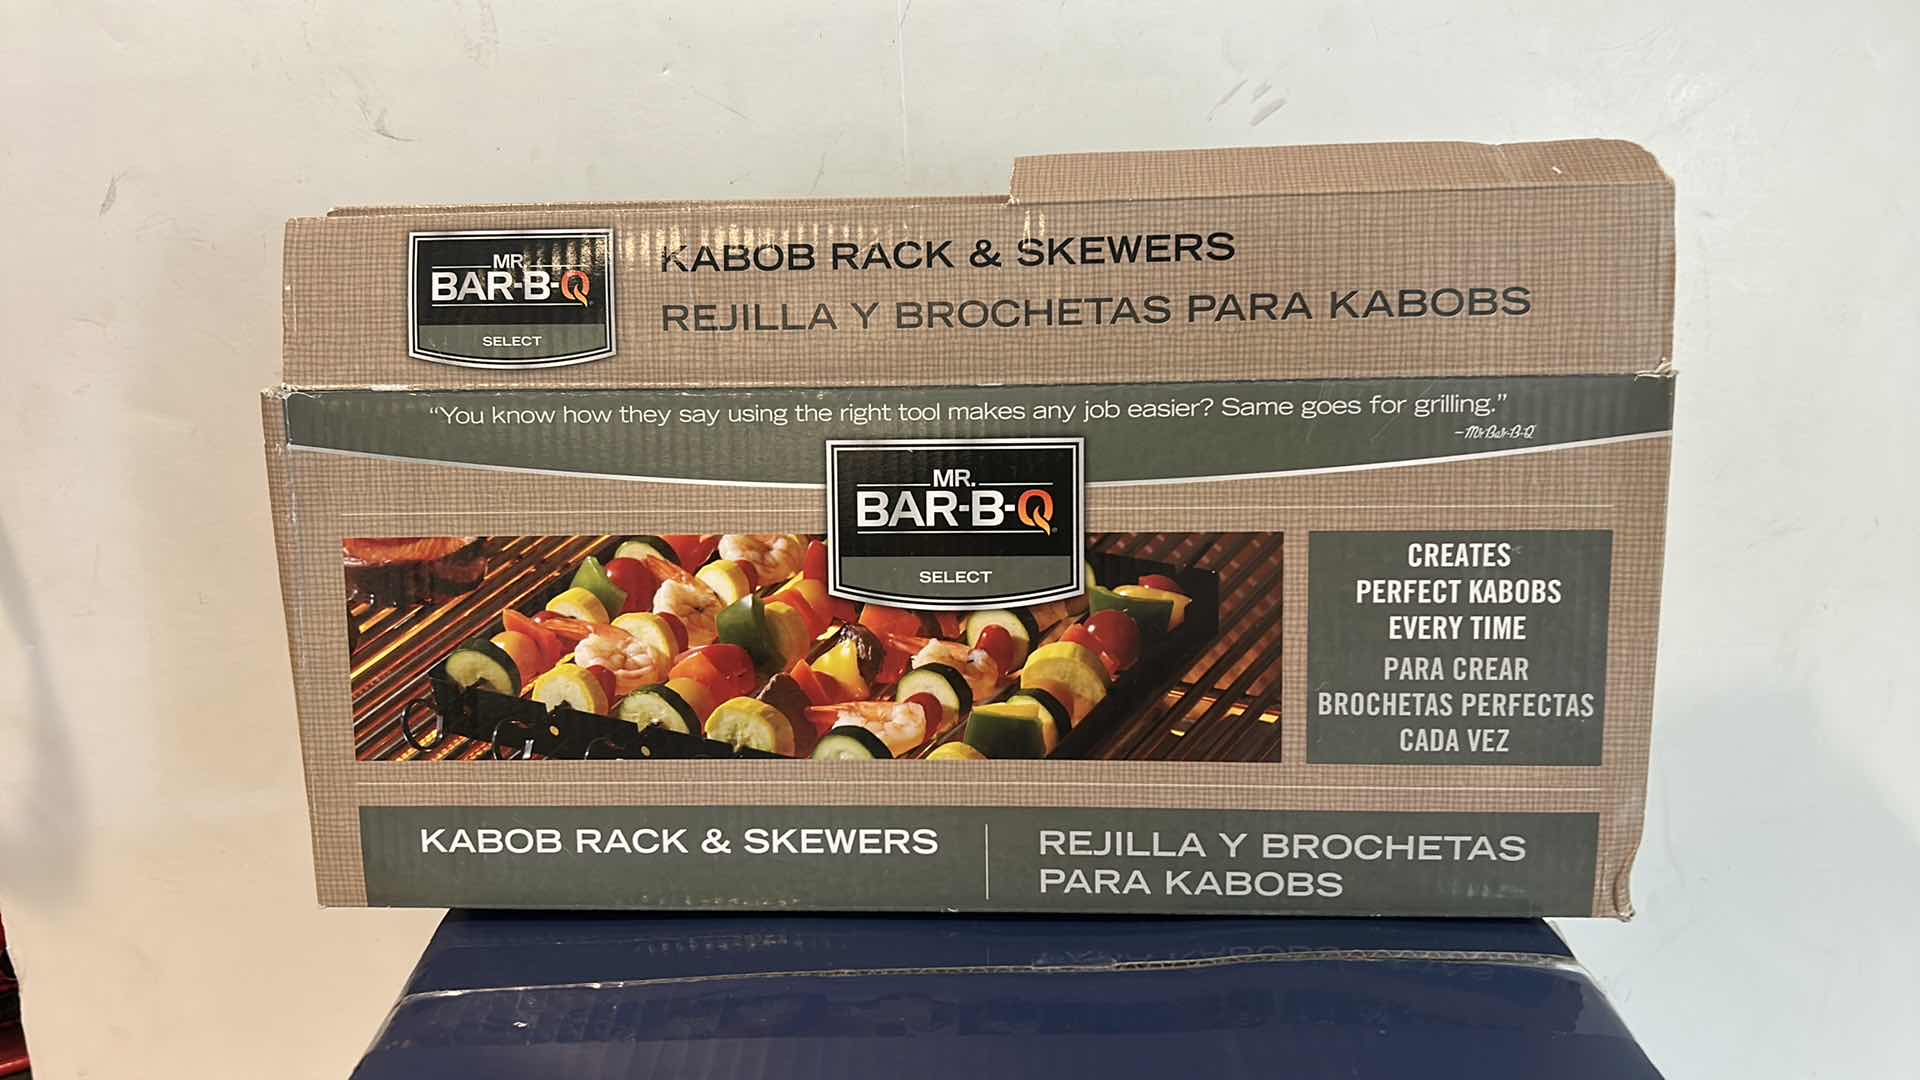 MR.
BAR-B-Q
SELECT
KABOB RACK & SKEWERS
REJILLA Y BROCHETAS PARA KABOBS
“You know how they say using the right tool makes any job easier? Same goes for grilling.”
–Mr Bar-B-Q
MR.
BAR-B-Q
SELECT
CREATES
PERFECT KABOBS
EVERY TIME
PARA CREAR
BROCHETAS PERFECTAS
CADA VEZ
KABOB RACK & SKEWERS
REJILLA Y BROCHETAS
PARA KABOBS